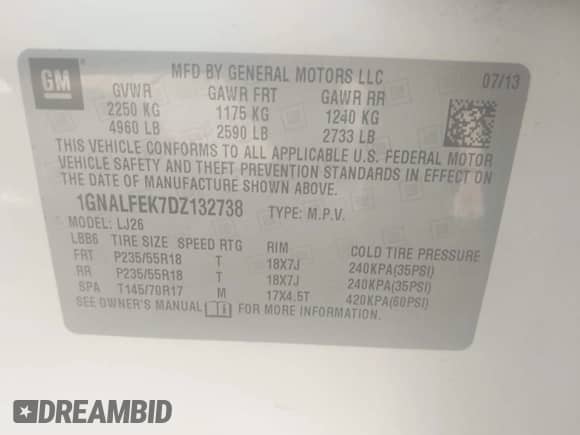 GM
MFD BY GENERAL MOTORS LLC 07/13
GVWR GAWR FRT GAWR RR
2250 KG 1175 KG 1240 KG
4960 LB 2590 LB 2733 LB
THIS VEHICLE CONFORMS TO ALL APPLICABLE U.S. FEDERAL MOTOR
VEHICLE SAFETY AND THEFT PREVENTION STANDARDS IN EFFECT ON
THE DATE OF MANUFACTURE SHOWN ABOVE.
1GNALFEK7DZ132738 TYPE: M.P.V.
MODEL: LJ26
LBB6 TIRE SIZE SPEED RTG RIM COLD TIRE PRESSURE
FRT P235/55R18 T 18X7J 240KPA(35PSI)
RR P235/55R18 T 18X7J 240KPA(35PSI)
SPA T145/70R17 M 17X4.5T 420KPA(60PSI)
SEE OWNER'S MANUAL FOR MORE INFORMATION.
DREAMBID